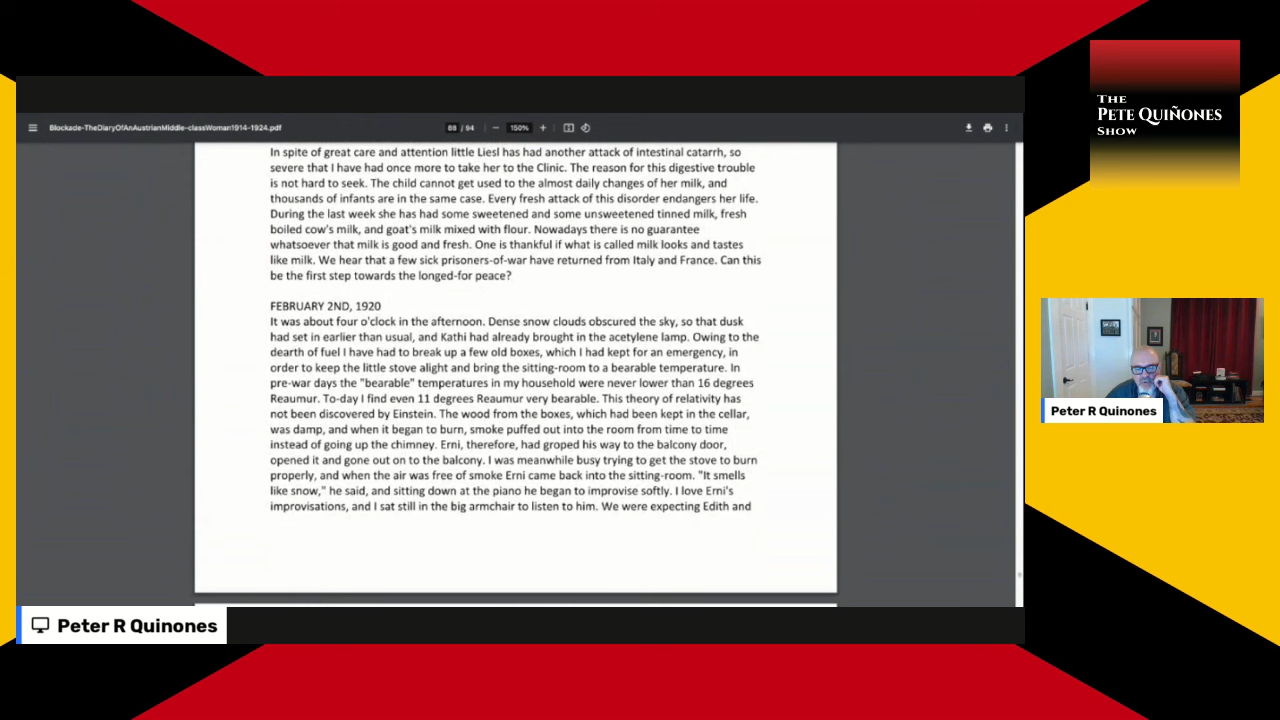 THE
PETE QUIÑONES
SHOW
Blockade-TheDiaryOfAnAustrianMiddle-classWoman1914-1924.pdf
88 / 94
150%
In spite of great care and attention little Liesl has had another attack of intestinal catarrh, so
severe that I have had once more to take her to the Clinic. The reason for this digestive trouble
is not hard to seek. The child cannot get used to the almost daily changes of her milk, and
thousands of infants are in the same case. Every fresh attack of this disorder endangers her life.
During the last week she has had some sweetened and some unsweetened tinned milk, fresh
boiled cow's milk, and goat's milk mixed with flour. Nowadays there is no guarantee
whatsoever that milk is good and fresh. One is thankful if what is called milk looks and tastes
like milk. We hear that a few sick prisoners-of-war have returned from Italy and France. Can this
be the first step towards the longed-for peace?
FEBRUARY 2ND, 1920
It was about four o'clock in the afternoon. Dense snow clouds obscured the sky, so that dusk
had set in earlier than usual, and Kathi had already brought in the acetylene lamp. Owing to the
dearth of fuel I have had to break up a few old boxes, which I had kept for an emergency, in
order to keep the little stove alight and bring the sitting-room to a bearable temperature. In
pre-war days the "bearable" temperatures in my household were never lower than 16 degrees
Reaumur. To-day I find even 11 degrees Reaumur very bearable. This theory of relativity has
not been discovered by Einstein. The wood from the boxes, which had been kept in the cellar,
was damp, and when it began to burn, smoke puffed out into the room from time to time
instead of going up the chimney. Erni, therefore, had groped his way to the balcony door,
opened it and gone out on to the balcony. I was meanwhile busy trying to get the stove to burn
properly, and when the air was free of smoke Erni came back into the sitting-room. "It smells
like snow," he said, and sitting down at the piano he began to improvise softly. I love Erni's
improvisations, and I sat still in the big armchair to listen to him. We were expecting Edith and
Peter R Quinones
Peter R Quinones